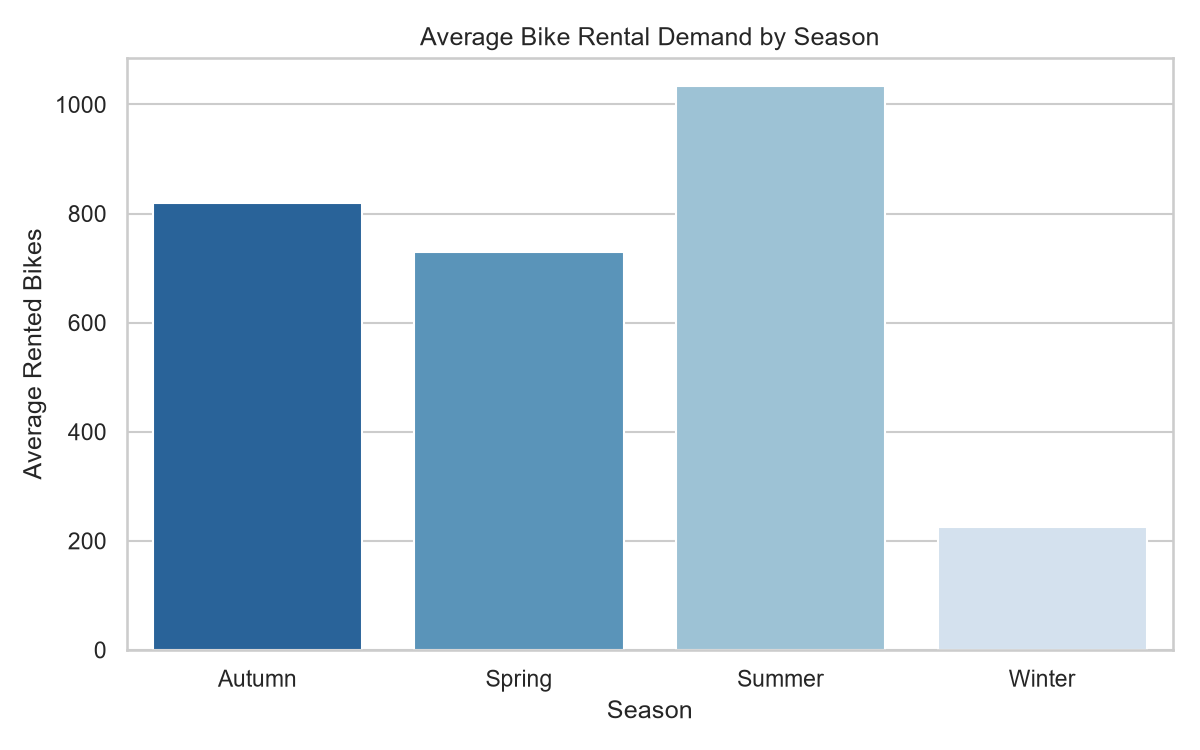 Average Bike Rental Demand by Season
Average Rented Bikes
1000
800
600
400
200
0
Autumn Spring Summer Winter
Season